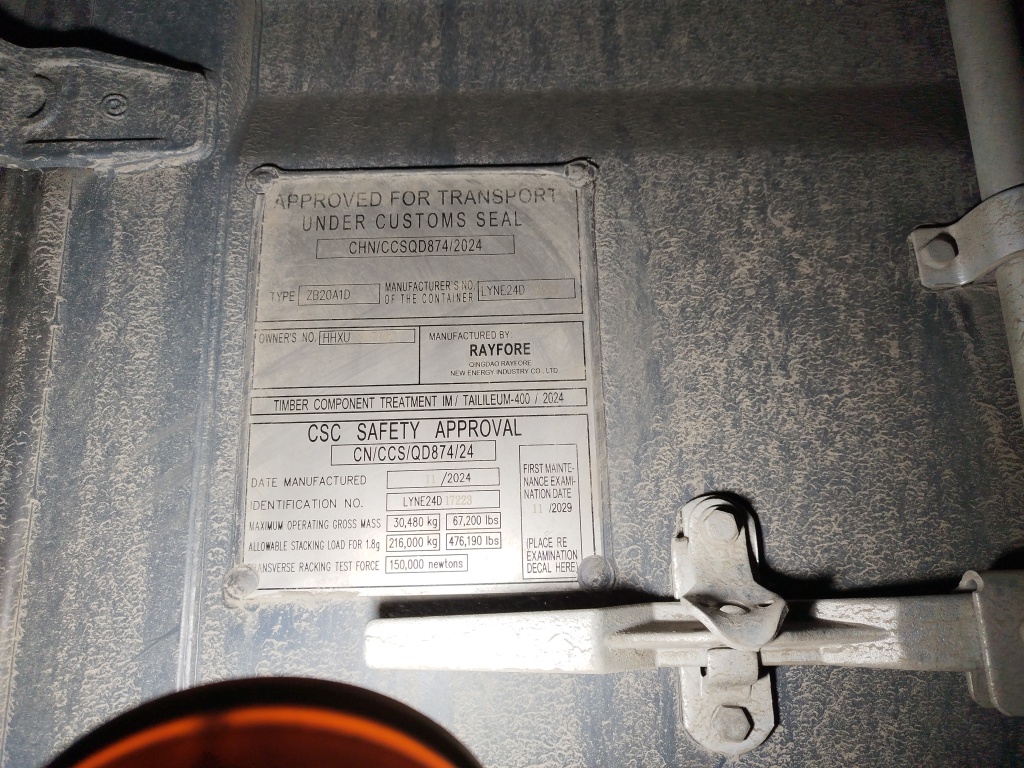 APPROVED FOR TRANSPORT
UNDER CUSTOMS SEAL
CHN/CCSQD874/2024
TYPE ZB20A1D
MANUFACTURER'S NO.
OF THE CONTAINER LYNE24D
OWNER'S NO. HHXU
MANUFACTURED BY
RAYFORE
QINGDAO RAYFORE
NEW ENERGY INDUSTRY CO., LTD.
TIMBER COMPONENT TREATMENT IM / TAILILEUM-400 / 2024
CSC SAFETY APPROVAL
CN/CCS/QD874/24
DATE MANUFACTURED 11 /2024
IDENTIFICATION NO. LYNE24D
MAXIMUM OPERATING GROSS MASS 30,480 kg 67,200 lbs
ALLOWABLE STACKING LOAD FOR 1.8g 216,000 kg 476,190 lbs
RACKING TEST FORCE 150,000 newtons
FIRST MAINTE-
NANCE EXAMI-
NATION DATE
11 /2029
(PLACE RE
EXAMINATION
DECAL HERE)